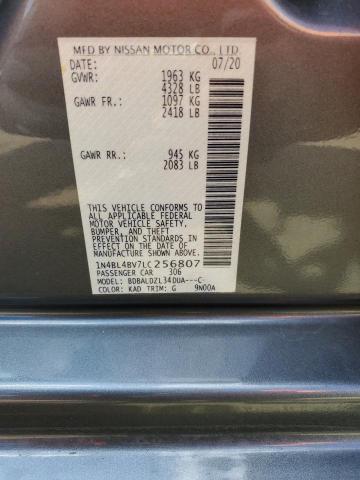 MFD BY NISSAN MOTOR CO., LTD.
DATE: 07/20
GVWR: 1963 KG
4328 LB
GAWR FR: 1097 KG
2418 LB
GAWR RR: 945 KG
2083 LB
THIS VEHICLE CONFORMS TO
ALL APPLICABLE FEDERAL
MOTOR VEHICLE SAFETY,
BUMPER, AND THEFT
PREVENTION STANDARDS IN
EFFECT ON THE DATE OF
MANUFACTURE SHOWN ABOVE.
1N4BL4BV7LC256807
PASSENGER CAR 306
MODEL: BDBALDZL34DUA---C-
COLOR: KAD TRIM: G 9N00A